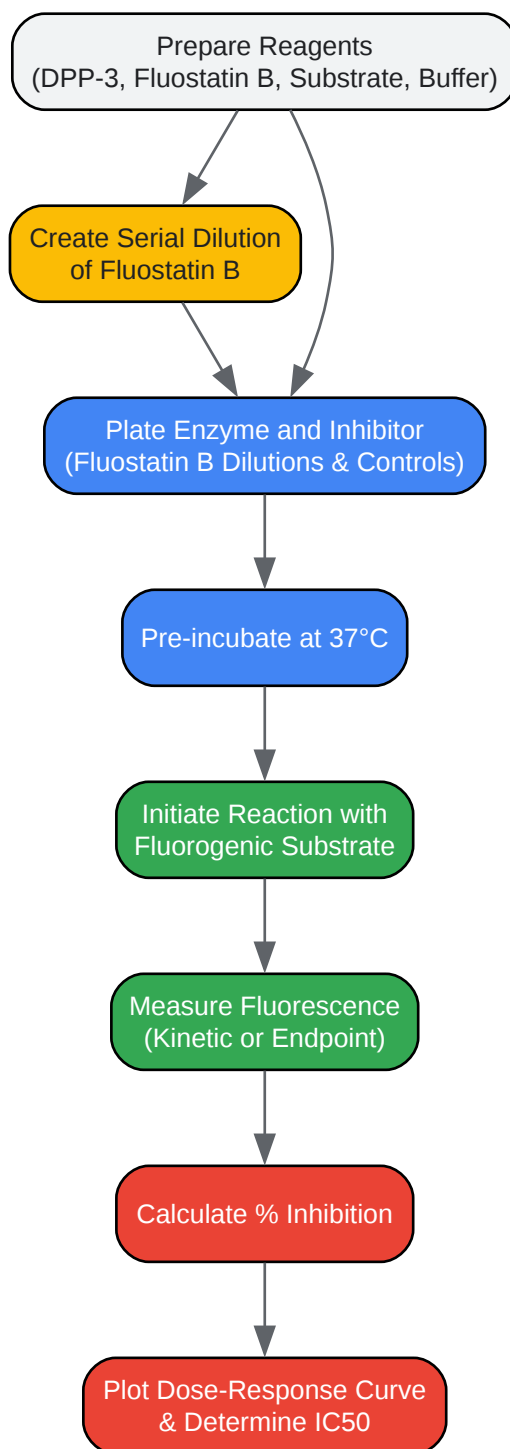 Prepare Reagents
(DPP-3, Fluostatin B, Substrate, Buffer)
Create Serial Dilution
of Fluostatin B
Plate Enzyme and Inhibitor
(Fluostatin B Dilutions & Controls)
Pre-incubate at 37°C
Initiate Reaction with
Fluorogenic Substrate
Measure Fluorescence
(Kinetic or Endpoint)
Calculate % Inhibition
Plot Dose-Response Curve
& Determine IC50